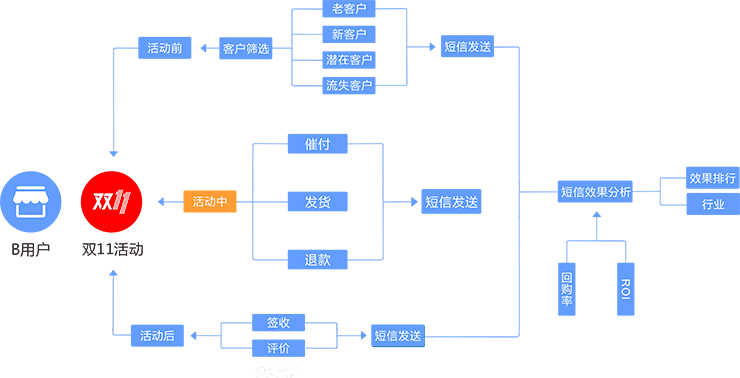 老客户
新客户
潜在客户
流失客户
活动前
客户筛选
短信发送
催付
发货
退款
活动中
短信发送
双11
B用户
双11活动
短信效果分析
效果排行
行业
回购率
ROI
签收
评价
活动后
短信发送